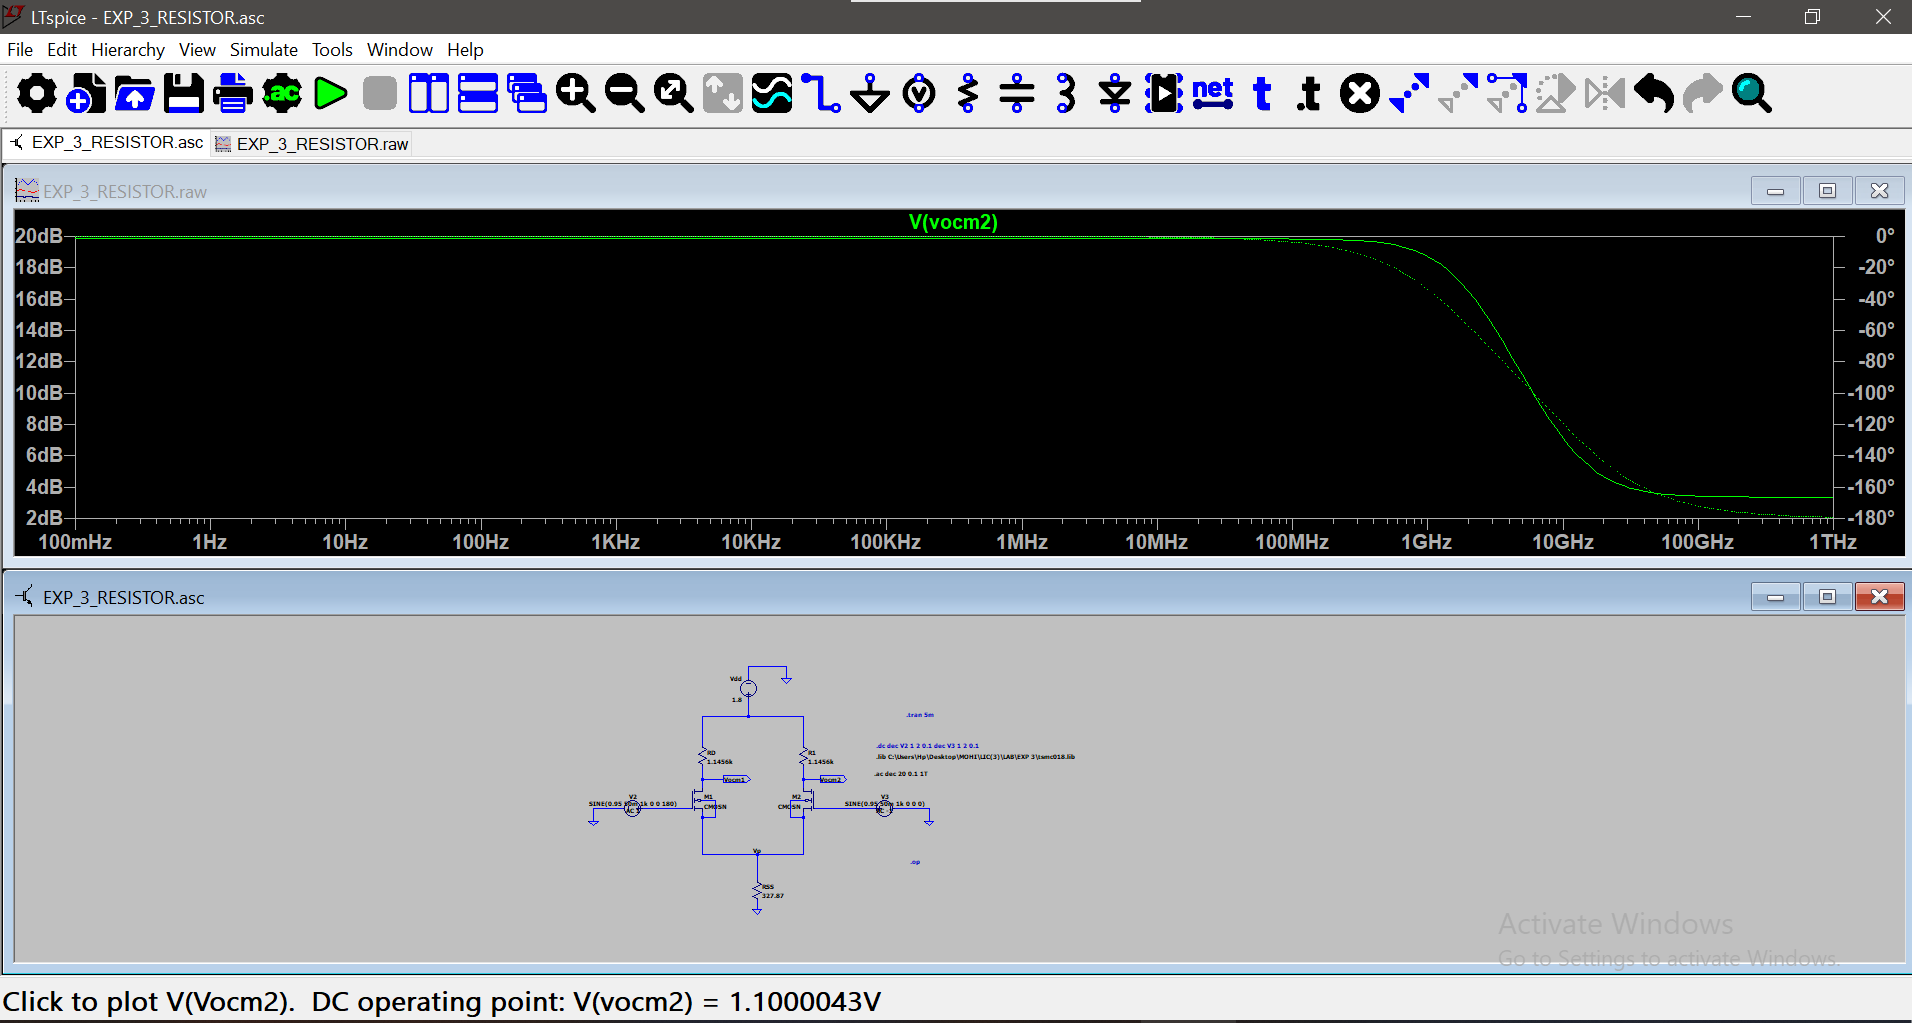 LTspice - EXP_3_RESISTOR.asc
File Edit Hierarchy View Simulate Tools Window Help
.ac net t .t
EXP_3_RESISTOR.asc EXP_3_RESISTOR.raw
EXP_3_RESISTOR.raw
V(vocm2)
20dB 0°
18dB -20°
16dB -40°
14dB -60°
12dB -80°
10dB -100°
8dB -120°
6dB -140°
4dB -160°
2dB -180°
100mHz 1Hz 10Hz 100Hz 1KHz 10KHz 100KHz 1MHz 10MHz 100MHz 1GHz 10GHz 100GHz 1THz
EXP_3_RESISTOR.asc
Vdd
1.8
.tran 5m
.dc dec V2 1 2 0.1 dec V3 1 2 0.1
.lib C:\Users\Hp\Desktop\MOHI\LIC(3)\LAB\EXP 3\tsmc018.lib
RD R1
1.1456k 1.1456k
.ac dec 20 0.1 1T
Vocm1 Vocm2
V2 M1 M2 V3
SINE(0.95 50m 1k 0 0 180) CMOSN CMOSN SINE(0.95 50m 1k 0 0 0)
Vp
.op
RSS
327.87
Activate Windows
Go to Settings to activate Windows.
Click to plot V(Vocm2). DC operating point: V(vocm2) = 1.1000043V